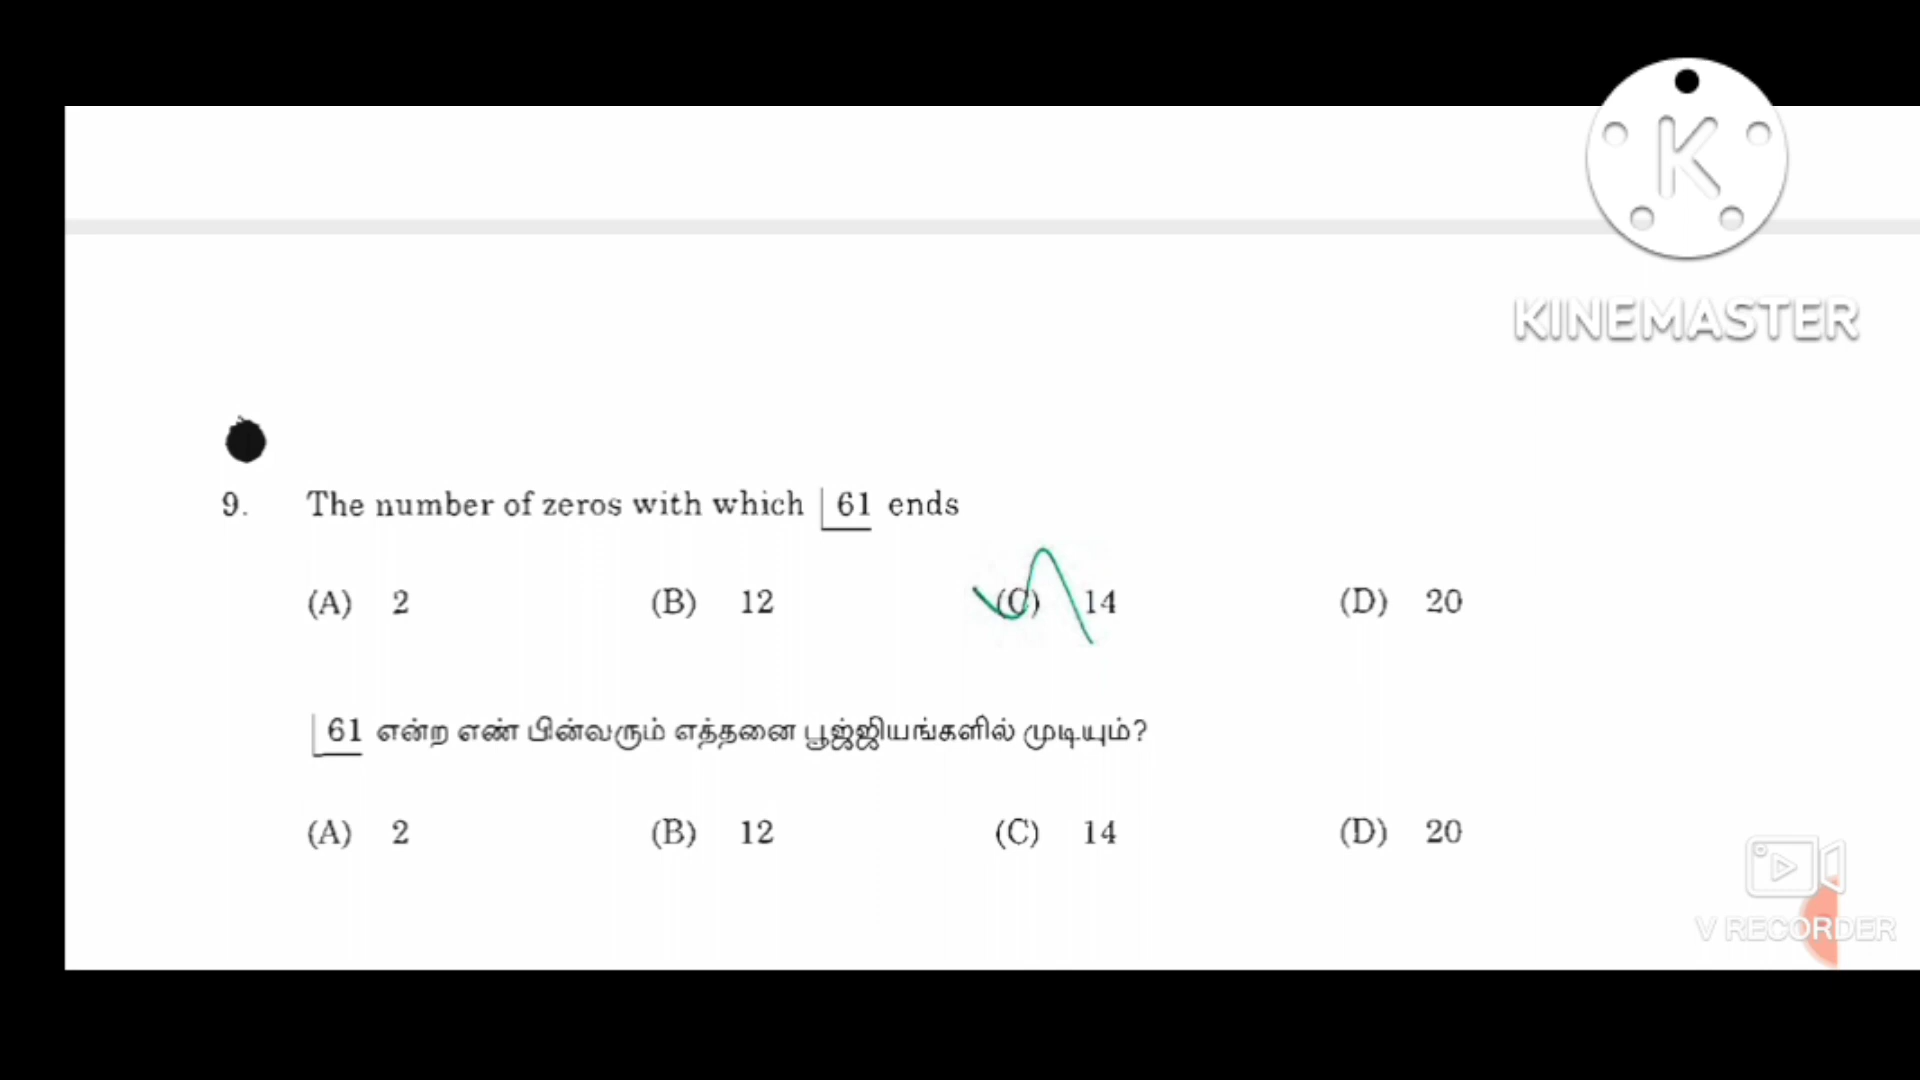 K
KINEMASTER
9. The number of zeros with which |61 ends
(A) 2 (B) 12 (C) 14 (D) 20
|61 என்ற எண் பின்வரும் எத்தனை பூஜ்ஜியங்களில் முடியும்?
(A) 2 (B) 12 (C) 14 (D) 20
V RECORDER